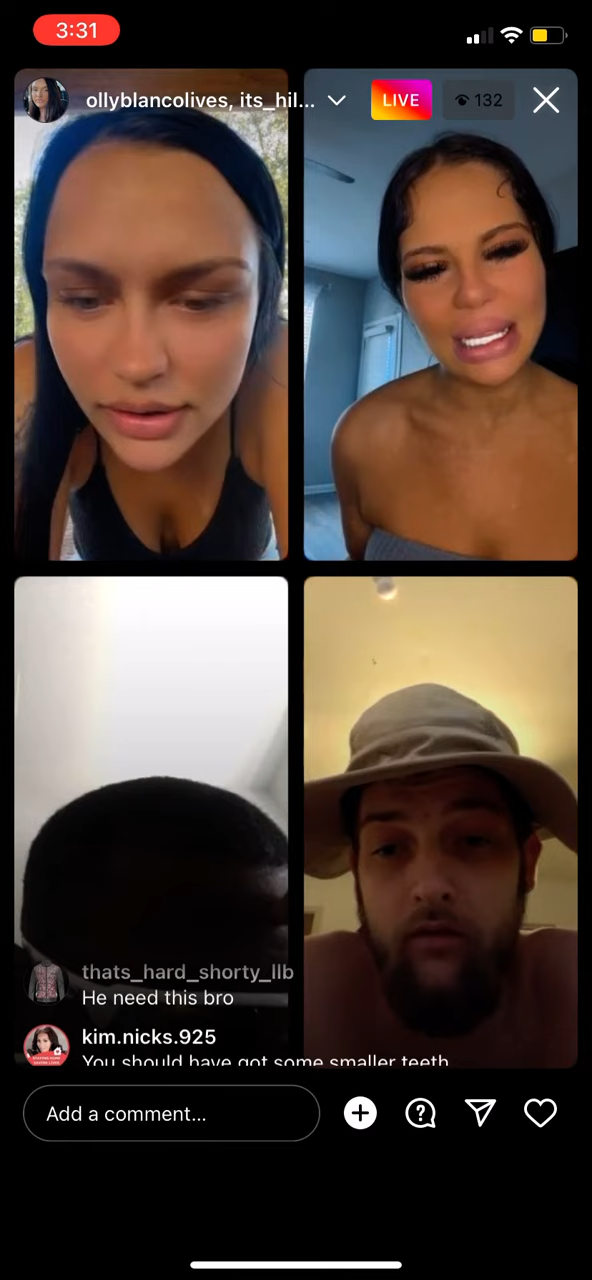 3:31
ollyblancolives, its_hil...
LIVE
132
thats_hard_shorty_llb
He need this bro
kim.nicks.925
You should have got some smaller teeth
Add a comment...